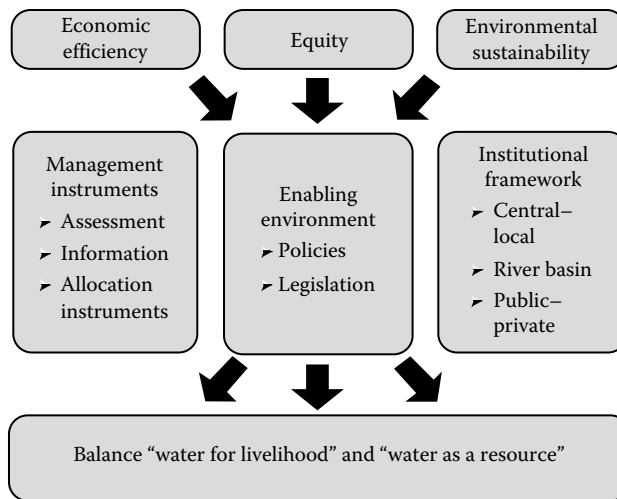 Economic
efficiency
Equity
Environmental
sustainability
Management
instruments
Assessment
Information
Allocation
instruments
Enabling
environment
Policies
Legislation
Institutional
framework
Central–
local
River basin
Public–
private
Balance “water for livelihood” and “water as a resource”